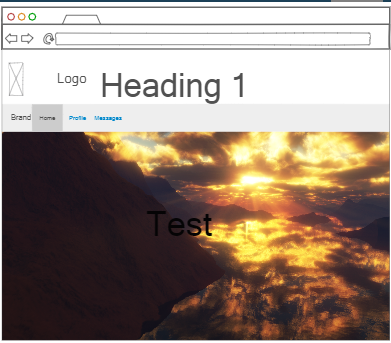 Logo
Heading 1
Brand Home Profile Messages
Test